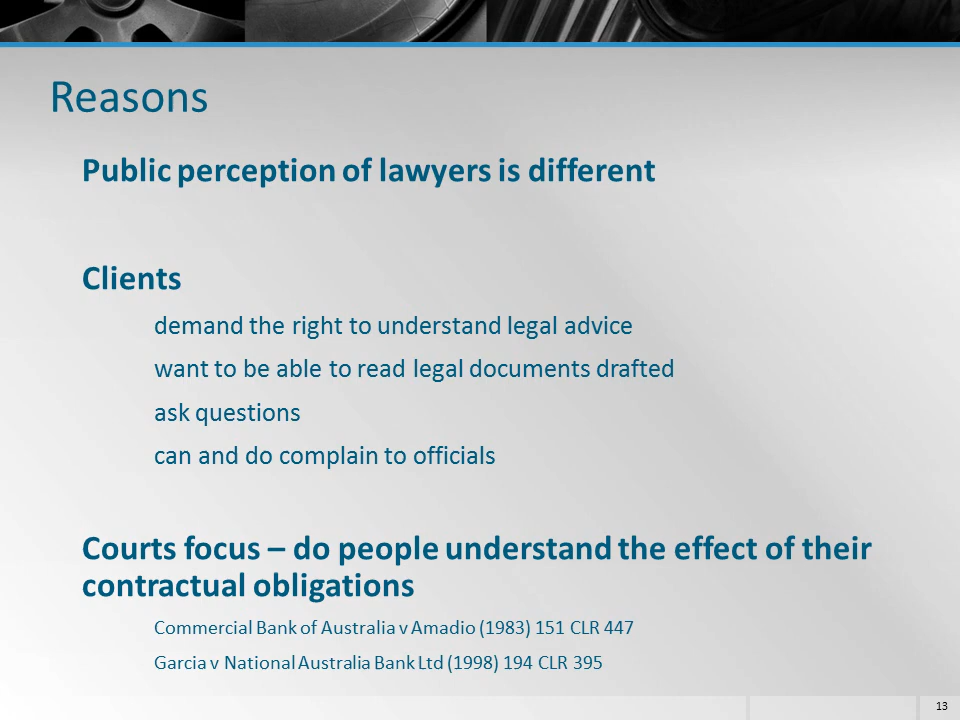 Reasons
Public perception of lawyers is different
Clients
demand the right to understand legal advice
want to be able to read legal documents drafted
ask questions
can and do complain to officials
Courts focus – do people understand the effect of their
contractual obligations
Commercial Bank of Australia v Amadio (1983) 151 CLR 447
Garcia v National Australia Bank Ltd (1998) 194 CLR 395
13